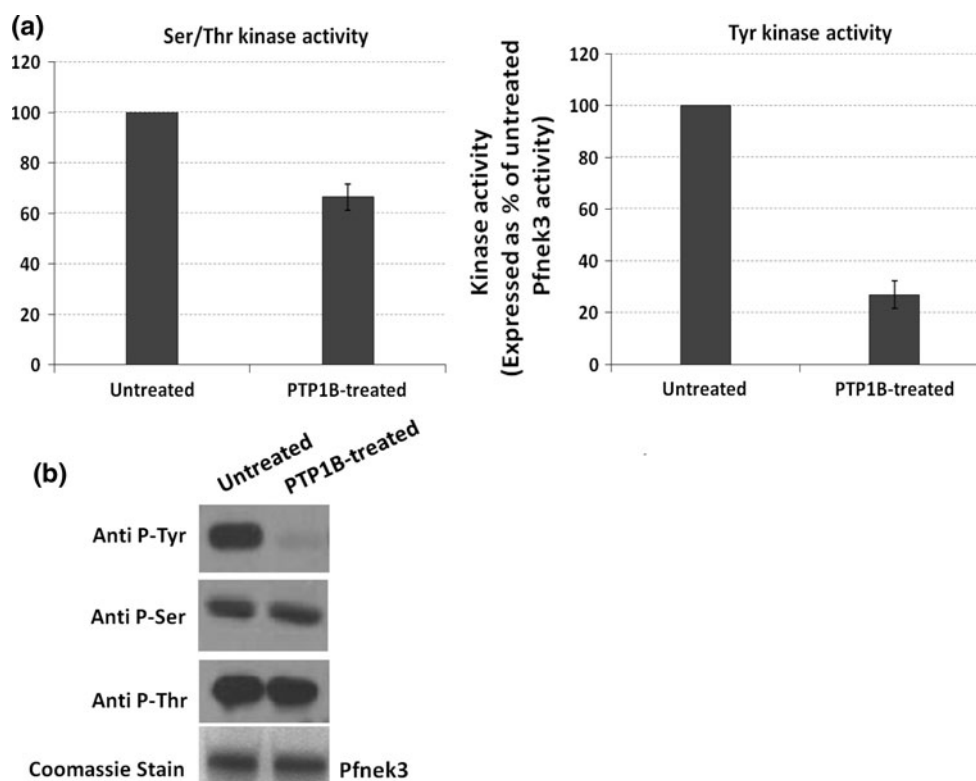 (a)
Ser/Thr kinase activity
120
100
80
60
40
20
0
Untreated
PTP1B-treated
Kinase activity
(Expressed as % of untreated
Pfnek3 activity)
Tyr kinase activity
120
100
80
60
40
20
0
Untreated
PTP1B-treated
(b)
Untreated
PTP1B-treated
Anti P-Tyr
Anti P-Ser
Anti P-Thr
Coomassie Stain
Pfnek3